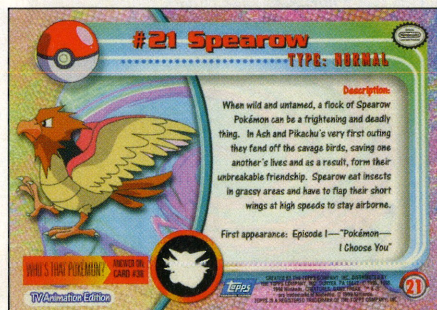 #21 Spearow
TYPE: NORMAL
Description:
When wild and untamed, a flock of Spearow
Pokémon can be a frightening and deadly
thing. In Ash and Pikachu's very first outing
they fend off the savage birds, saving one
another's lives and as a result, form their
unbreakable friendship. Spearow eat insects
in grassy areas and have to flap their short
wings at high speeds to stay airborne.
First appearance: Episode I—"Pokémon—
I Choose You"
WHO'S THAT POKÉMON?
ANSWER ON
CARD #38
TV Animation Edition
Topps
21